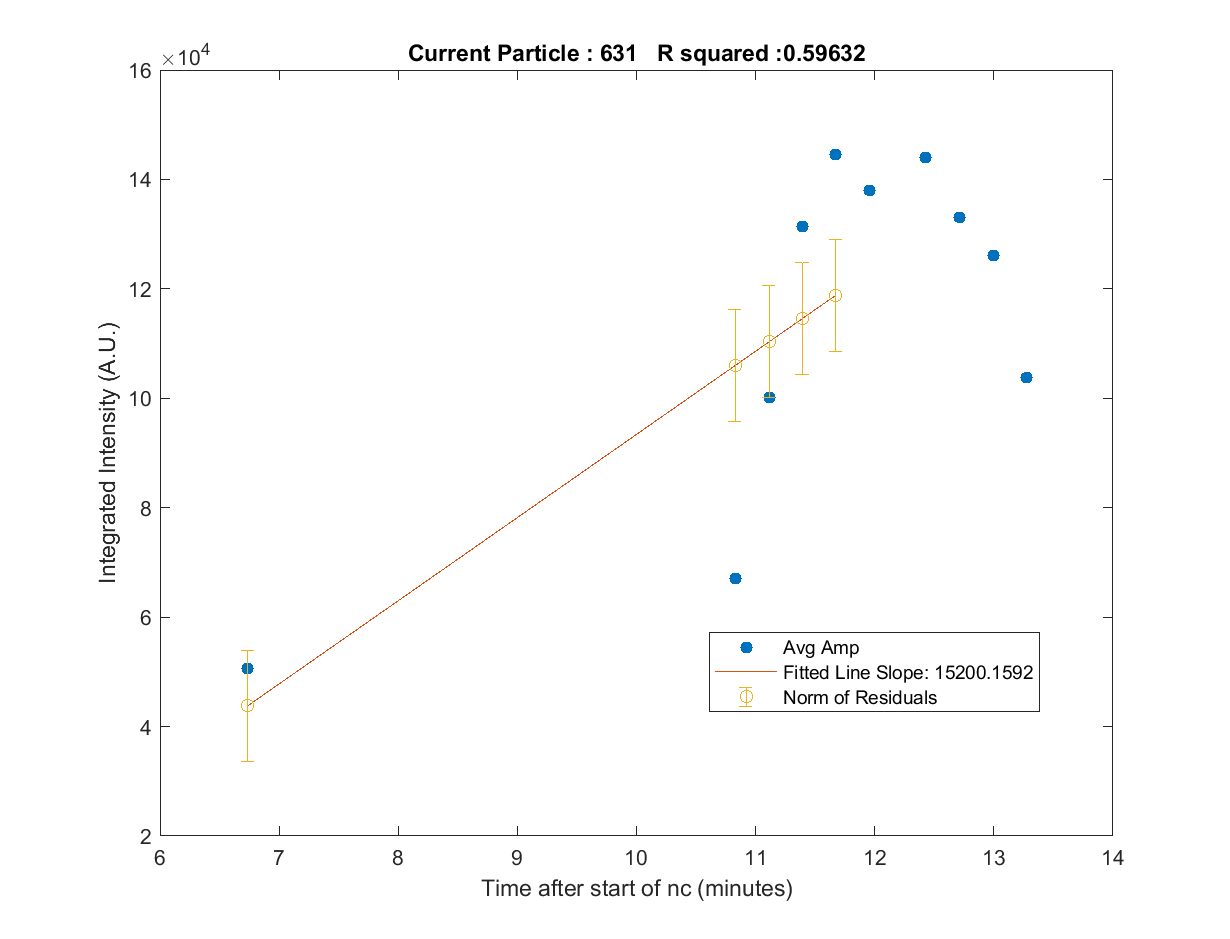 Current Particle : 631 R squared :0.59632
×10^4
16
14
12
10
8
6
4
2
Integrated Intensity (A.U.)
Avg Amp
Fitted Line Slope: 15200.1592
Norm of Residuals
6 7 8 9 10 11 12 13 14
Time after start of nc (minutes)